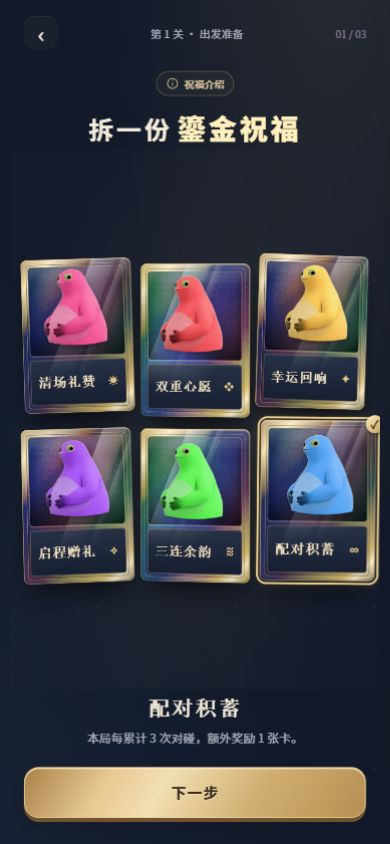 第 1 关 · 出发准备
01 / 03
祝福介绍
拆一份 鎏金祝福
清场礼赞
双重心愿
幸运回响
启程赠礼
三连余韵
配对积蓄
配对积蓄
本局每累计 3 次对碰，额外奖励 1 张卡。
下一步